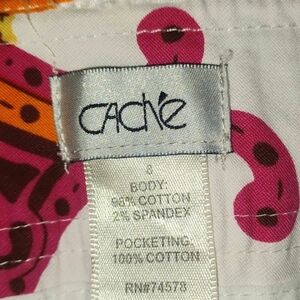 Caché
8
BODY:
98% COTTON
2% SPANDEX
POCKETING:
100% COTTON
RN#74578